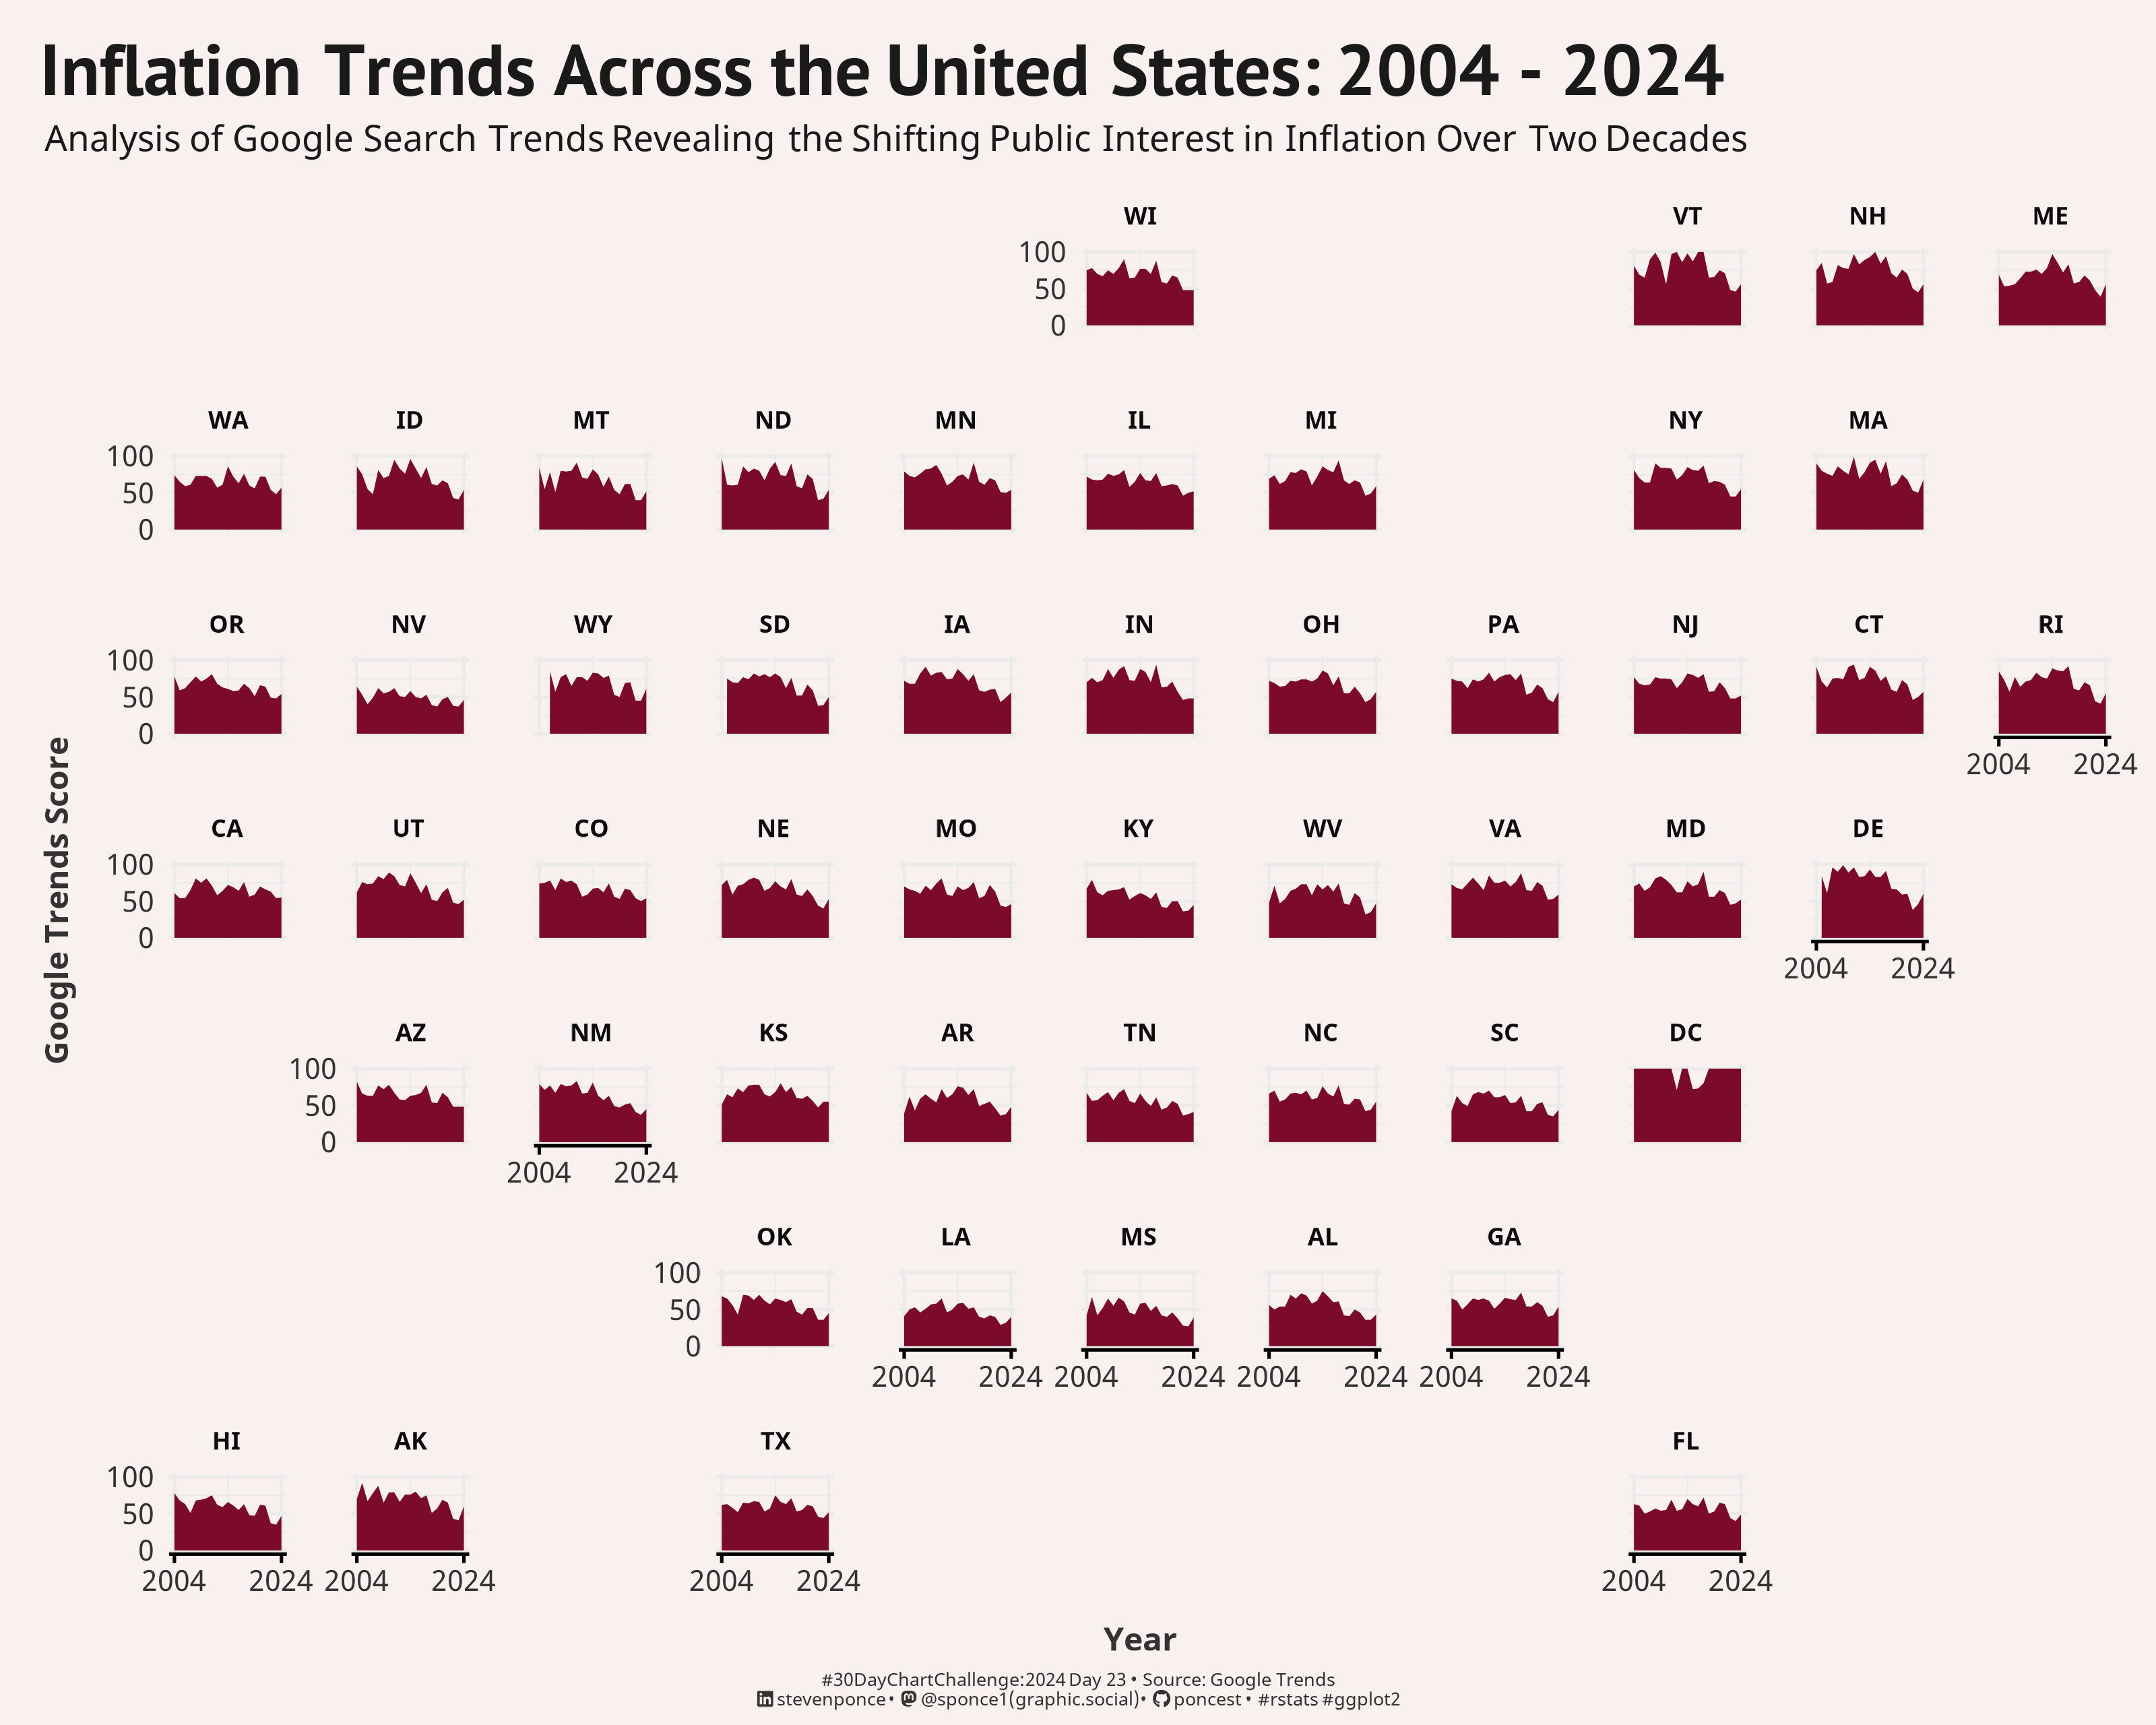 Inflation Trends Across the United States: 2004 - 2024
Analysis of Google Search Trends Revealing the Shifting Public Interest in Inflation Over Two Decades
WI VT NH ME
100
50
0
WA ID MT ND MN IL MI NY MA
100
50
0
OR NV WY SD IA IN OH PA NJ CT RI
100
50
0
2004 2024
Google Trends Score
CA UT CO NE MO KY WV VA MD DE
100
50
0
2004 2024
AZ NM KS AR TN NC SC DC
100
50
0
2004 2024
OK LA MS AL GA
100
50
0
2004 2024 2004 2024 2004 2024 2004 2024
HI AK TX FL
100
50
0
2004 2024 2004 2024 2004 2024 2004 2024
Year
#30DayChartChallenge:2024 Day 23 • Source: Google Trends
stevenponce • @sponce1(graphic.social) • poncest • #rstats #ggplot2